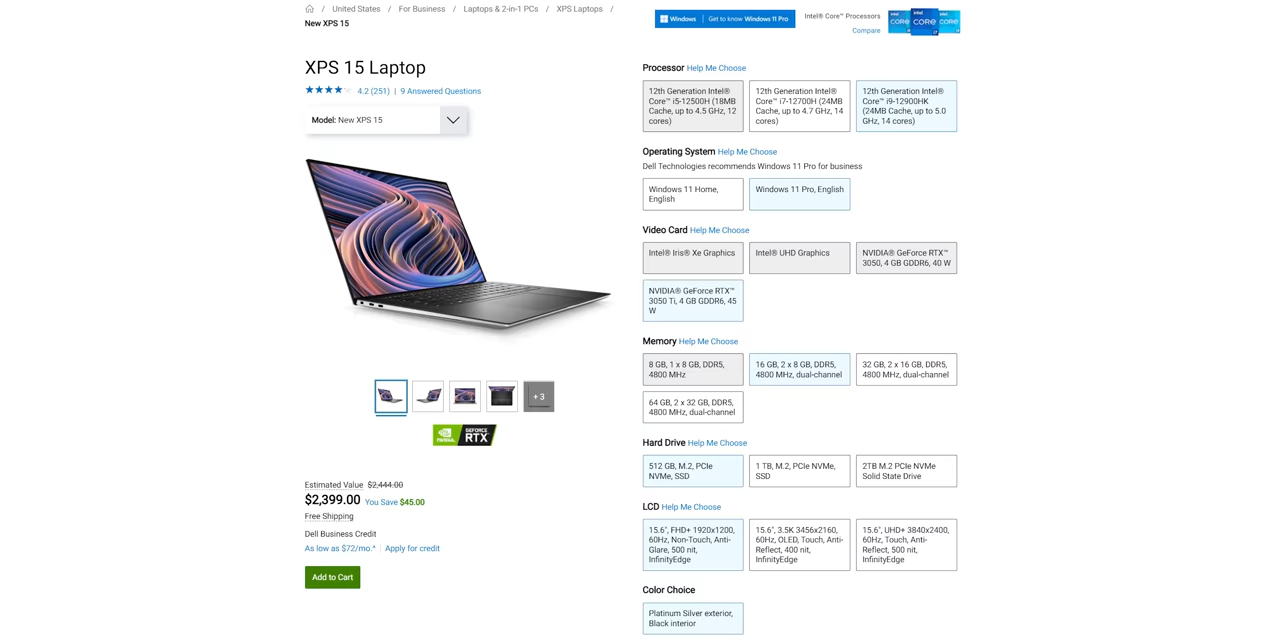 / United States / For Business / Laptops & 2-in-1 PCs / XPS Laptops /
New XPS 15
Windows | Get to know Windows 11 Pro
Intel® Core™ Processors
Compare
intel CORE i5
intel CORE i7
intel CORE i9
XPS 15 Laptop
4.2 (251) | 9 Answered Questions
Model: New XPS 15
+ 3
NVIDIA GEFORCE RTX
Estimated Value $2,444.00
$2,399.00 You Save $45.00
Free Shipping
Dell Business Credit
As low as $72/mo.^ | Apply for credit
Add to Cart
Processor Help Me Choose
12th Generation Intel®
Core™ i5-12500H (18MB
Cache, up to 4.5 GHz, 12
cores)
12th Generation Intel®
Core™ i7-12700H (24MB
Cache, up to 4.7 GHz, 14
cores)
12th Generation Intel®
Core™ i9-12900HK
(24MB Cache, up to 5.0
GHz, 14 cores)
Operating System Help Me Choose
Dell Technologies recommends Windows 11 Pro for business
Windows 11 Home,
English
Windows 11 Pro, English
Video Card Help Me Choose
Intel® Iris® Xe Graphics
Intel® UHD Graphics
NVIDIA® GeForce RTX™
3050, 4 GB GDDR6, 40 W
NVIDIA® GeForce RTX™
3050 Ti, 4 GB GDDR6, 45
W
Memory Help Me Choose
8 GB, 1 x 8 GB, DDR5,
4800 MHz
16 GB, 2 x 8 GB, DDR5,
4800 MHz, dual-channel
32 GB, 2 x 16 GB, DDR5,
4800 MHz, dual-channel
64 GB, 2 x 32 GB, DDR5,
4800 MHz, dual-channel
Hard Drive Help Me Choose
512 GB, M.2, PCIe
NVMe, SSD
1 TB, M.2, PCIe NVMe,
SSD
2TB M.2 PCIe NVMe
Solid State Drive
LCD Help Me Choose
15.6", FHD+ 1920x1200,
60Hz, Non-Touch, Anti-
Glare, 500 nit,
InfinityEdge
15.6", 3.5K 3456x2160,
60Hz, OLED, Touch, Anti-
Reflect, 400 nit,
InfinityEdge
15.6", UHD+ 3840x2400,
60Hz, Touch, Anti-
Reflect, 500 nit,
InfinityEdge
Color Choice
Platinum Silver exterior,
Black interior